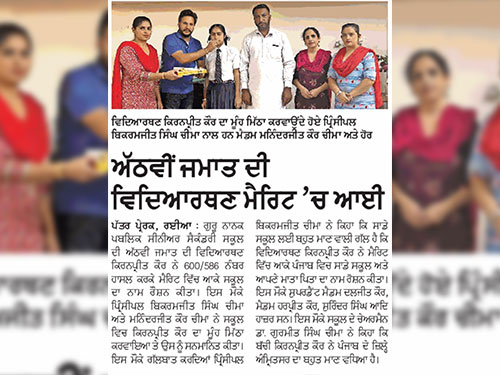 ਵਿਦਿਆਰਥਣ ਕਿਰਨਪ੍ਰੀਤ ਕੌਰ ਦਾ ਮੂੰਹ ਮਿੱਠਾ ਕਰਵਾਉਂਦੇ ਹੋਏ ਪ੍ਰਿੰਸੀਪਲ
ਬਿਕਰਮਜੀਤ ਸਿੰਘ ਚੀਮਾ ਨਾਲ ਹਨ ਮੈਡਮ ਮਨਿੰਦਰਜੀਤ ਕੌਰ ਚੀਮਾ ਅਤੇ ਹੋਰ
ਅੱਠਵੀਂ ਜਮਾਤ ਦੀ
ਵਿਦਿਆਰਥਣ ਮੈਰਿਟ ’ਚ ਆਈ
ਪੱਤਰ ਪ੍ਰੇਰਕ, ਰਈਆ : ਗੁਰੂ ਨਾਨਕ
ਪਬਲਿਕ ਸੀਨੀਅਰ ਸੈਕੰਡਰੀ ਸਕੂਲ
ਦੀ ਅੱਠਵੀਂ ਜਮਾਤ ਦੀ ਵਿਦਿਆਰਥਣ
ਕਿਰਨਪ੍ਰੀਤ ਕੌਰ ਨੇ 600/586 ਨੰਬਰ
ਹਾਸਲ ਕਰਕੇ ਮੈਰਿਟ ਵਿੱਚ ਆਕੇ ਸਕੂਲ
ਦਾ ਨਾਮ ਰੌਸ਼ਨ ਕੀਤਾ। ਇਸ ਮੌਕੇ
ਪ੍ਰਿੰਸੀਪਲ ਬਿਕਰਮਜੀਤ ਸਿੰਘ ਚੀਮਾ
ਅਤੇ ਮਨਿੰਦਰਜੀਤ ਕੌਰ ਚੀਮਾ ਨੇ ਸਕੂਲ
ਵਿਚ ਕਿਰਨਪ੍ਰੀਤ ਕੌਰ ਦਾ ਮੂੰਹ ਮਿੱਠਾ
ਕਰਵਾਇਆ ਤੇ ਉਸ ਨੂੰ ਸਨਮਾਨਿਤ ਕੀਤਾ।
ਇਸ ਮੌਕੇ ਗੱਲਬਾਤ ਕਰਦਿਆਂ ਪ੍ਰਿੰਸੀਪਲ
ਬਿਕਰਮਜੀਤ ਚੀਮਾ ਨੇ ਕਿਹਾ ਕਿ ਸਾਡੇ
ਸਕੂਲ ਲਈ ਬਹੁਤ ਮਾਣ ਵਾਲੀ ਗੱਲ ਹੈ ਕਿ
ਵਿਦਿਆਰਥਣ ਕਿਰਨਪ੍ਰੀਤ ਕੌਰ ਨੇ ਮੈਰਿਟ
ਵਿੱਚ ਆਕੇ ਪੰਜਾਬ ਵਿਚ ਸਾਡੇ ਸਕੂਲ ਅਤੇ
ਆਪਣੇ ਮਾਤਾ ਪਿਤਾ ਦਾ ਨਾਮ ਰੌਸ਼ਨ ਕੀਤਾ।
ਇਸ ਮੌਕੇ ਸੁਪਰਡੈਂਟ ਮੈਡਮ ਦਲਜੀਤ ਕੌਰ,
ਮੈਡਮ ਹਰਪ੍ਰੀਤ ਕੌਰ, ਸੁਰਿੰਦਰ ਸਿੰਘ ਆਦਿ
ਹਾਜ਼ਰ ਸਨ। ਇਸ ਮੌਕੇ ਸਕੂਲ ਦੇ ਚੇਅਰਮੈਨ
ਡਾ. ਗੁਰਮੀਤ ਸਿੰਘ ਚੀਮਾ ਨੇ ਕਿਹਾ ਕਿ
ਬੱਚੀ ਕਿਰਨਪ੍ਰੀਤ ਕੌਰ ਨੇ ਪੰਜਾਬ ਦੇ ਜ਼ਿਲ੍ਹੇ
ਅੰਮ੍ਰਿਤਸਰ ਦਾ ਬਹੁਤ ਮਾਣ ਵਧਿਆ ਹੈ।